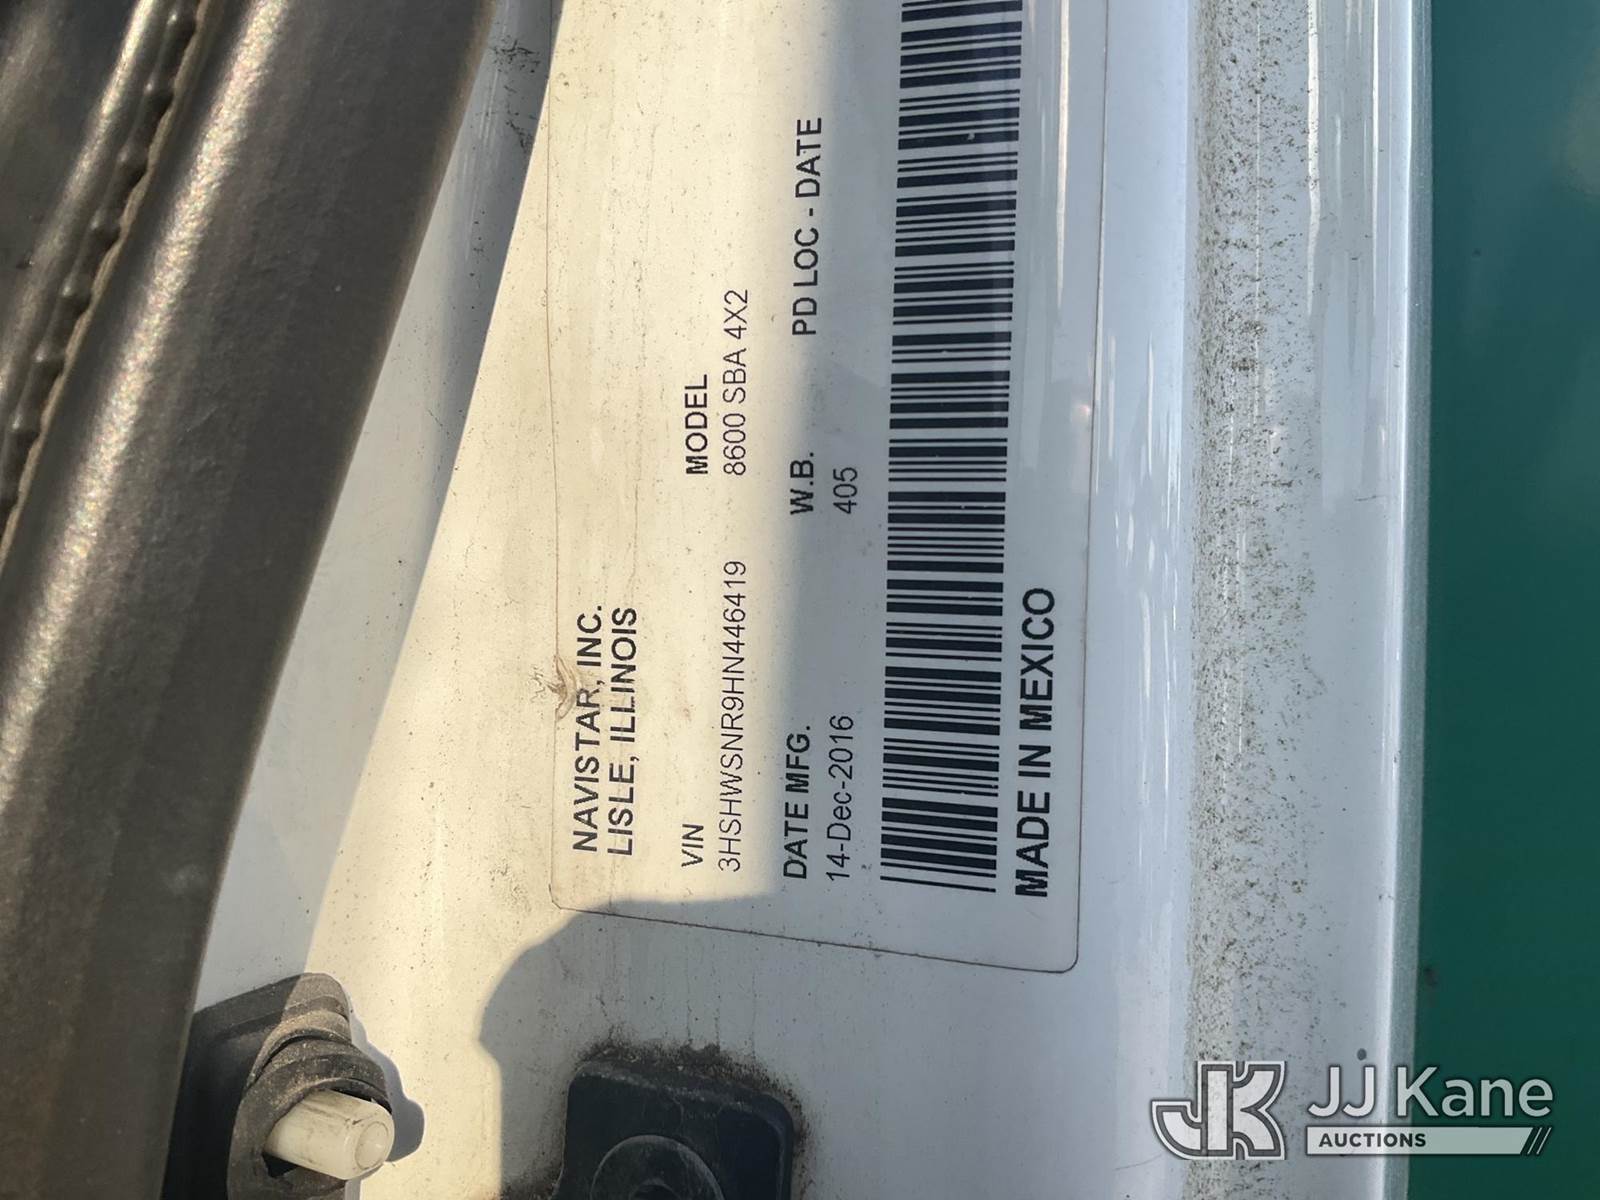 NAVISTAR, INC.
LISLE, ILLINOIS
VIN MODEL
3HSHWSNR9HN446419 8600 SBA 4X2
DATE MFG. W.B. PD LOC - DATE
14-Dec-2016 405
MADE IN MEXICO
JK JJ Kane
AUCTIONS